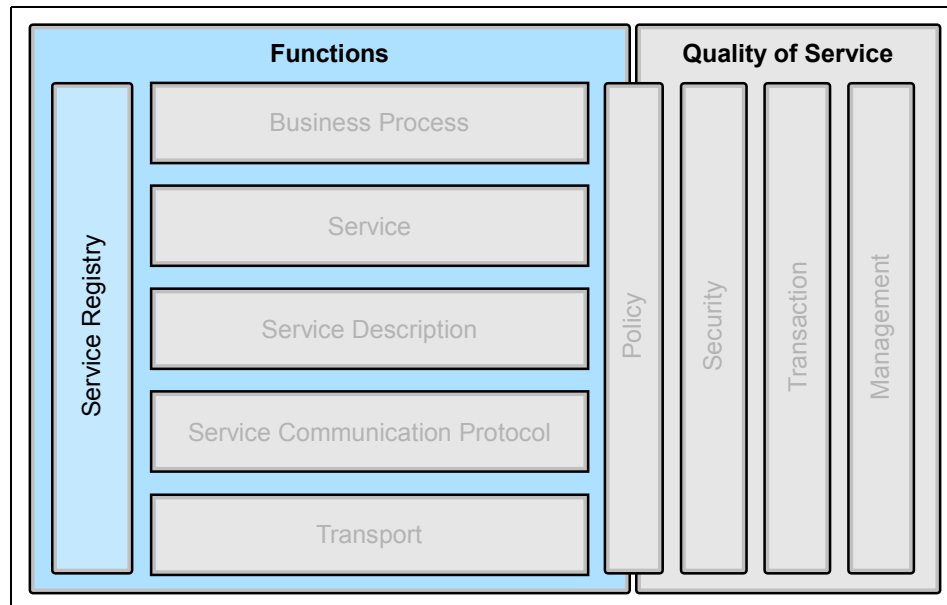 Functions
Quality of Service
Service Registry
Business Process
Service
Service Description
Service Communication Protocol
Transport
Policy
Security
Transaction
Management